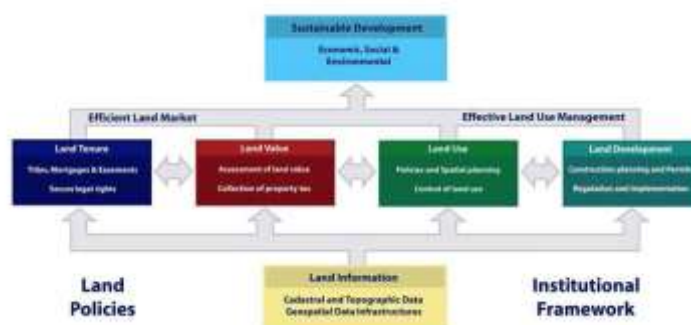 Sustainable Development
Economic, Social &
Environmental
Efficient Land Market
Effective Land Use Management
Land Tenure
Titles, Mortgages & Easements
Secure legal rights
Land Value
Assessment of land value
Collection of property tax
Land Use
Policies and Spatial planning
Control of land use
Land Development
Construction planning and Permits
Regulation and Implementation
Land Information
Cadastral and Topographic Data
Geospatial Data Infrastructures
Land
Policies
Institutional
Framework